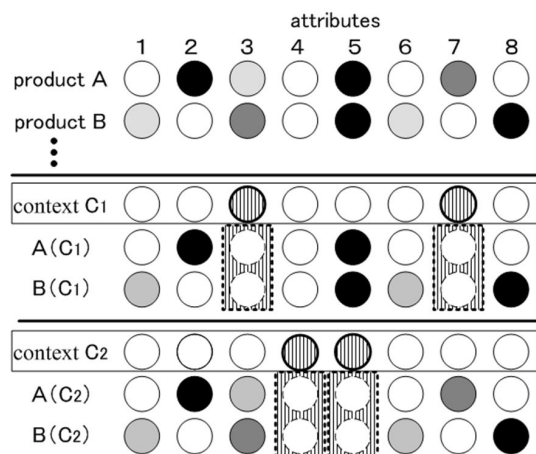 attributes
1 2 3 4 5 6 7 8
product A
product B
context C1
A(C1)
B(C1)
context C2
A(C2)
B(C2)